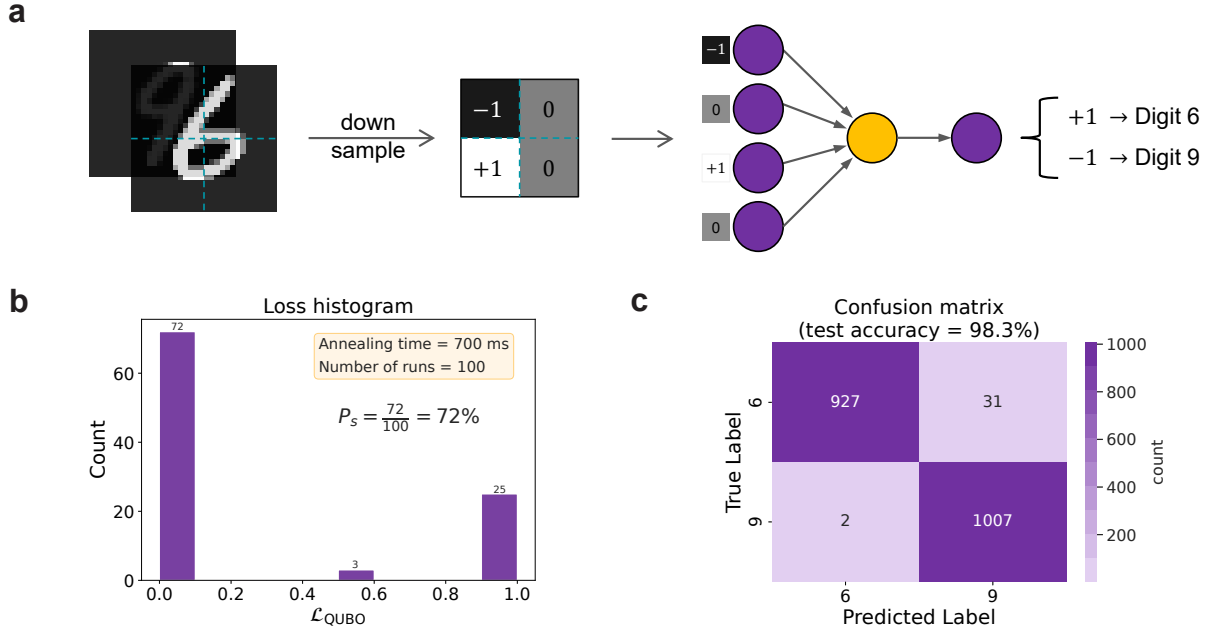 a
down
sample
−1 0
+1 0
−1
0
+1
0
+1 → Digit 6
−1 → Digit 9
b
Loss histogram
Annealing time = 700 ms
Number of runs = 100
P_s = 72/100 = 72%
72
3
25
60
40
20
0
Count
0.0 0.2 0.4 0.6 0.8 1.0
ℒ_QUBO
c
Confusion matrix
(test accuracy = 98.3%)
927 31
2 1007
6
9
True Label
6 9
Predicted Label
1000
800
600
400
200
count